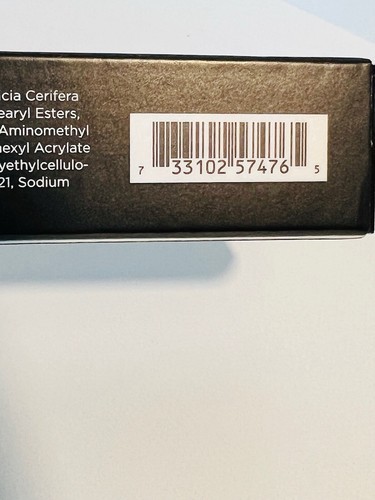 cia Cerifera
earyl Esters,
Aminomethyl
hexyl Acrylate
yethylcellulo-
21, Sodium
7 33102 57476 5